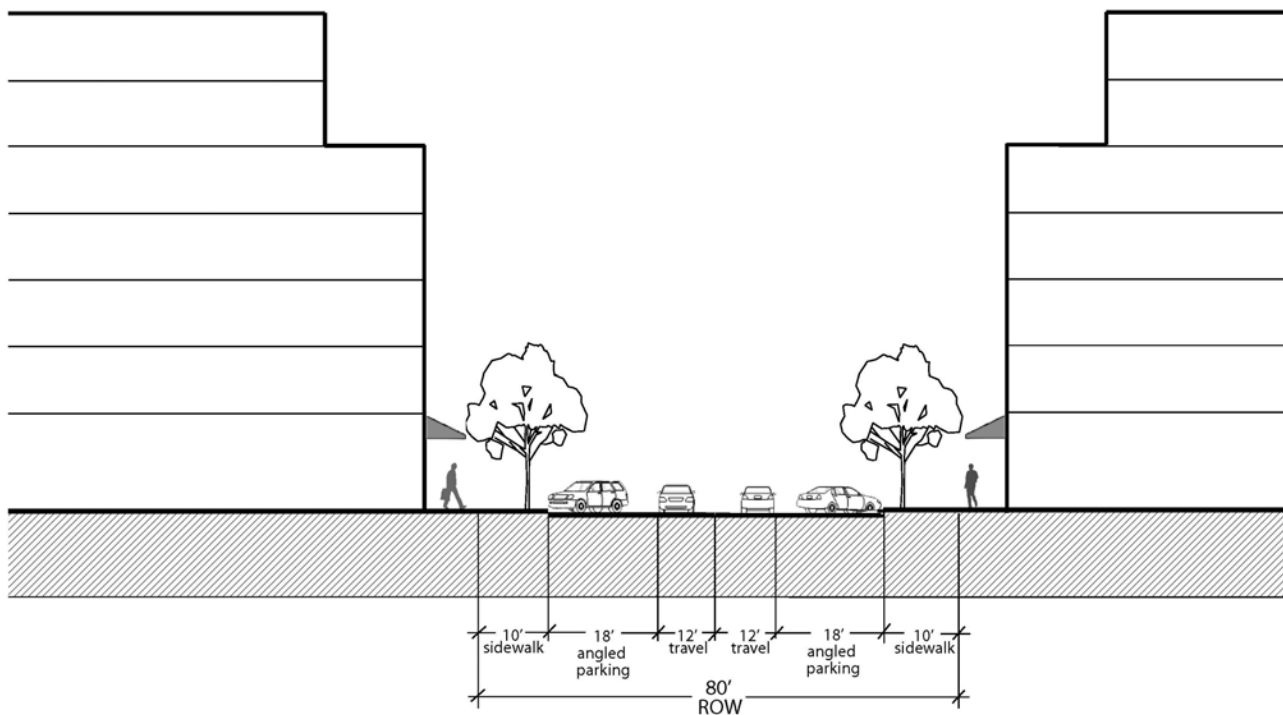 10’
sidewalk
18’
angled
parking
12’
travel
12’
travel
18’
angled
parking
10’
sidewalk
80’
ROW